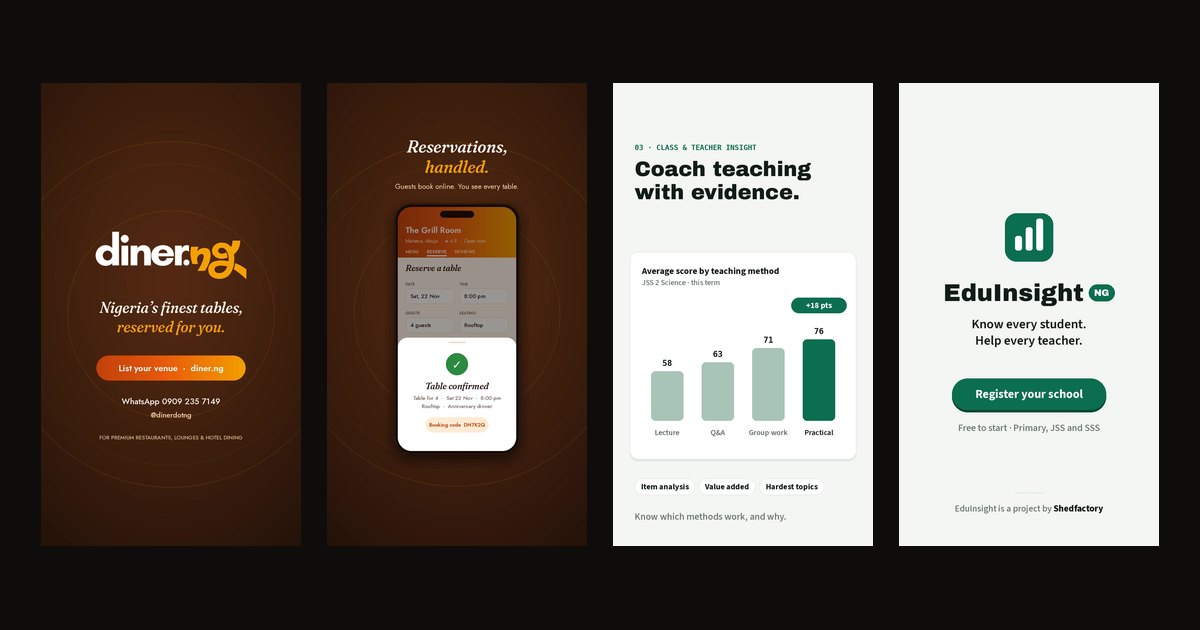 diner.ng
Nigeria's finest tables,
reserved for you.
List your venue · diner.ng
WhatsApp 0909 235 7149
@dinerdotng
FOR PREMIUM RESTAURANTS, LOUNGES & HOTEL DINING
Reservations,
handled.
Guests book online. You see every table.
The Grill Room
Maitama, Abuja · ★ 4.9 · Open now
MENU RESERVE REVIEWS
Reserve a table
DATE TIME
Sat, 22 Nov 8:00 pm
GUESTS SEATING
4 guests Rooftop
✓
Table confirmed
Table for 4 · Sat 22 Nov · 8:00 pm
Rooftop · Anniversary dinner
Booking code DN7K2Q
03 · CLASS & TEACHER INSIGHT
Coach teaching
with evidence.
Average score by teaching method
JSS 2 Science · this term
+18 pts
58 63 71 76
Lecture Q&A Group work Practical
Item analysis Value added Hardest topics
Know which methods work, and why.
EduInsight NG
Know every student.
Help every teacher.
Register your school
Free to start · Primary, JSS and SSS
EduInsight is a project by Shedfactory